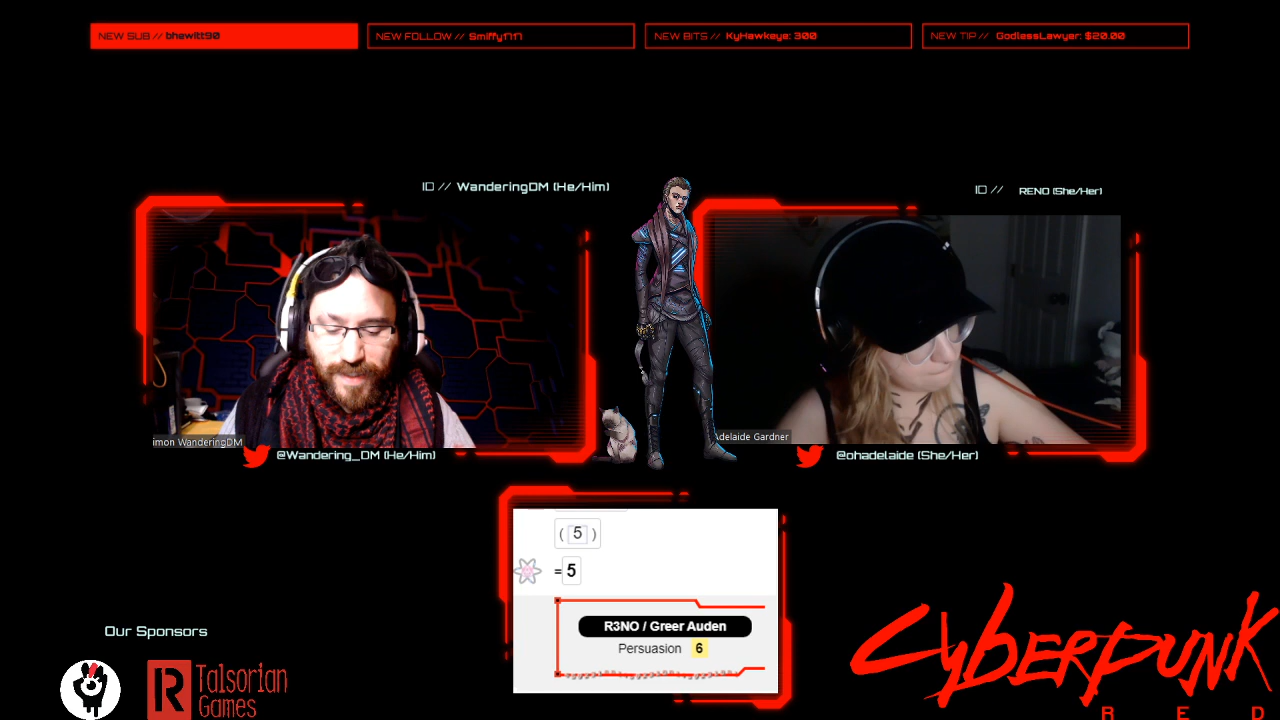 NEW SUB // bhewitt90
NEW FOLLOW // Smiffy1717
NEW BITS // KyHawkeye: 300
NEW TIP // GodlessLawyer: $20.00
ID // WanderingDM (He/Him)
ID // RENO (She/Her)
imon WanderingDM
Adelaide Gardner
@Wandering_DM (He/Him)
@ohadelaide (She/Her)
( 5 )
=5
R3NO / Greer Auden
Persuasion 6
Our Sponsors
R Talsorian
Games
CYBERPUNK
RED